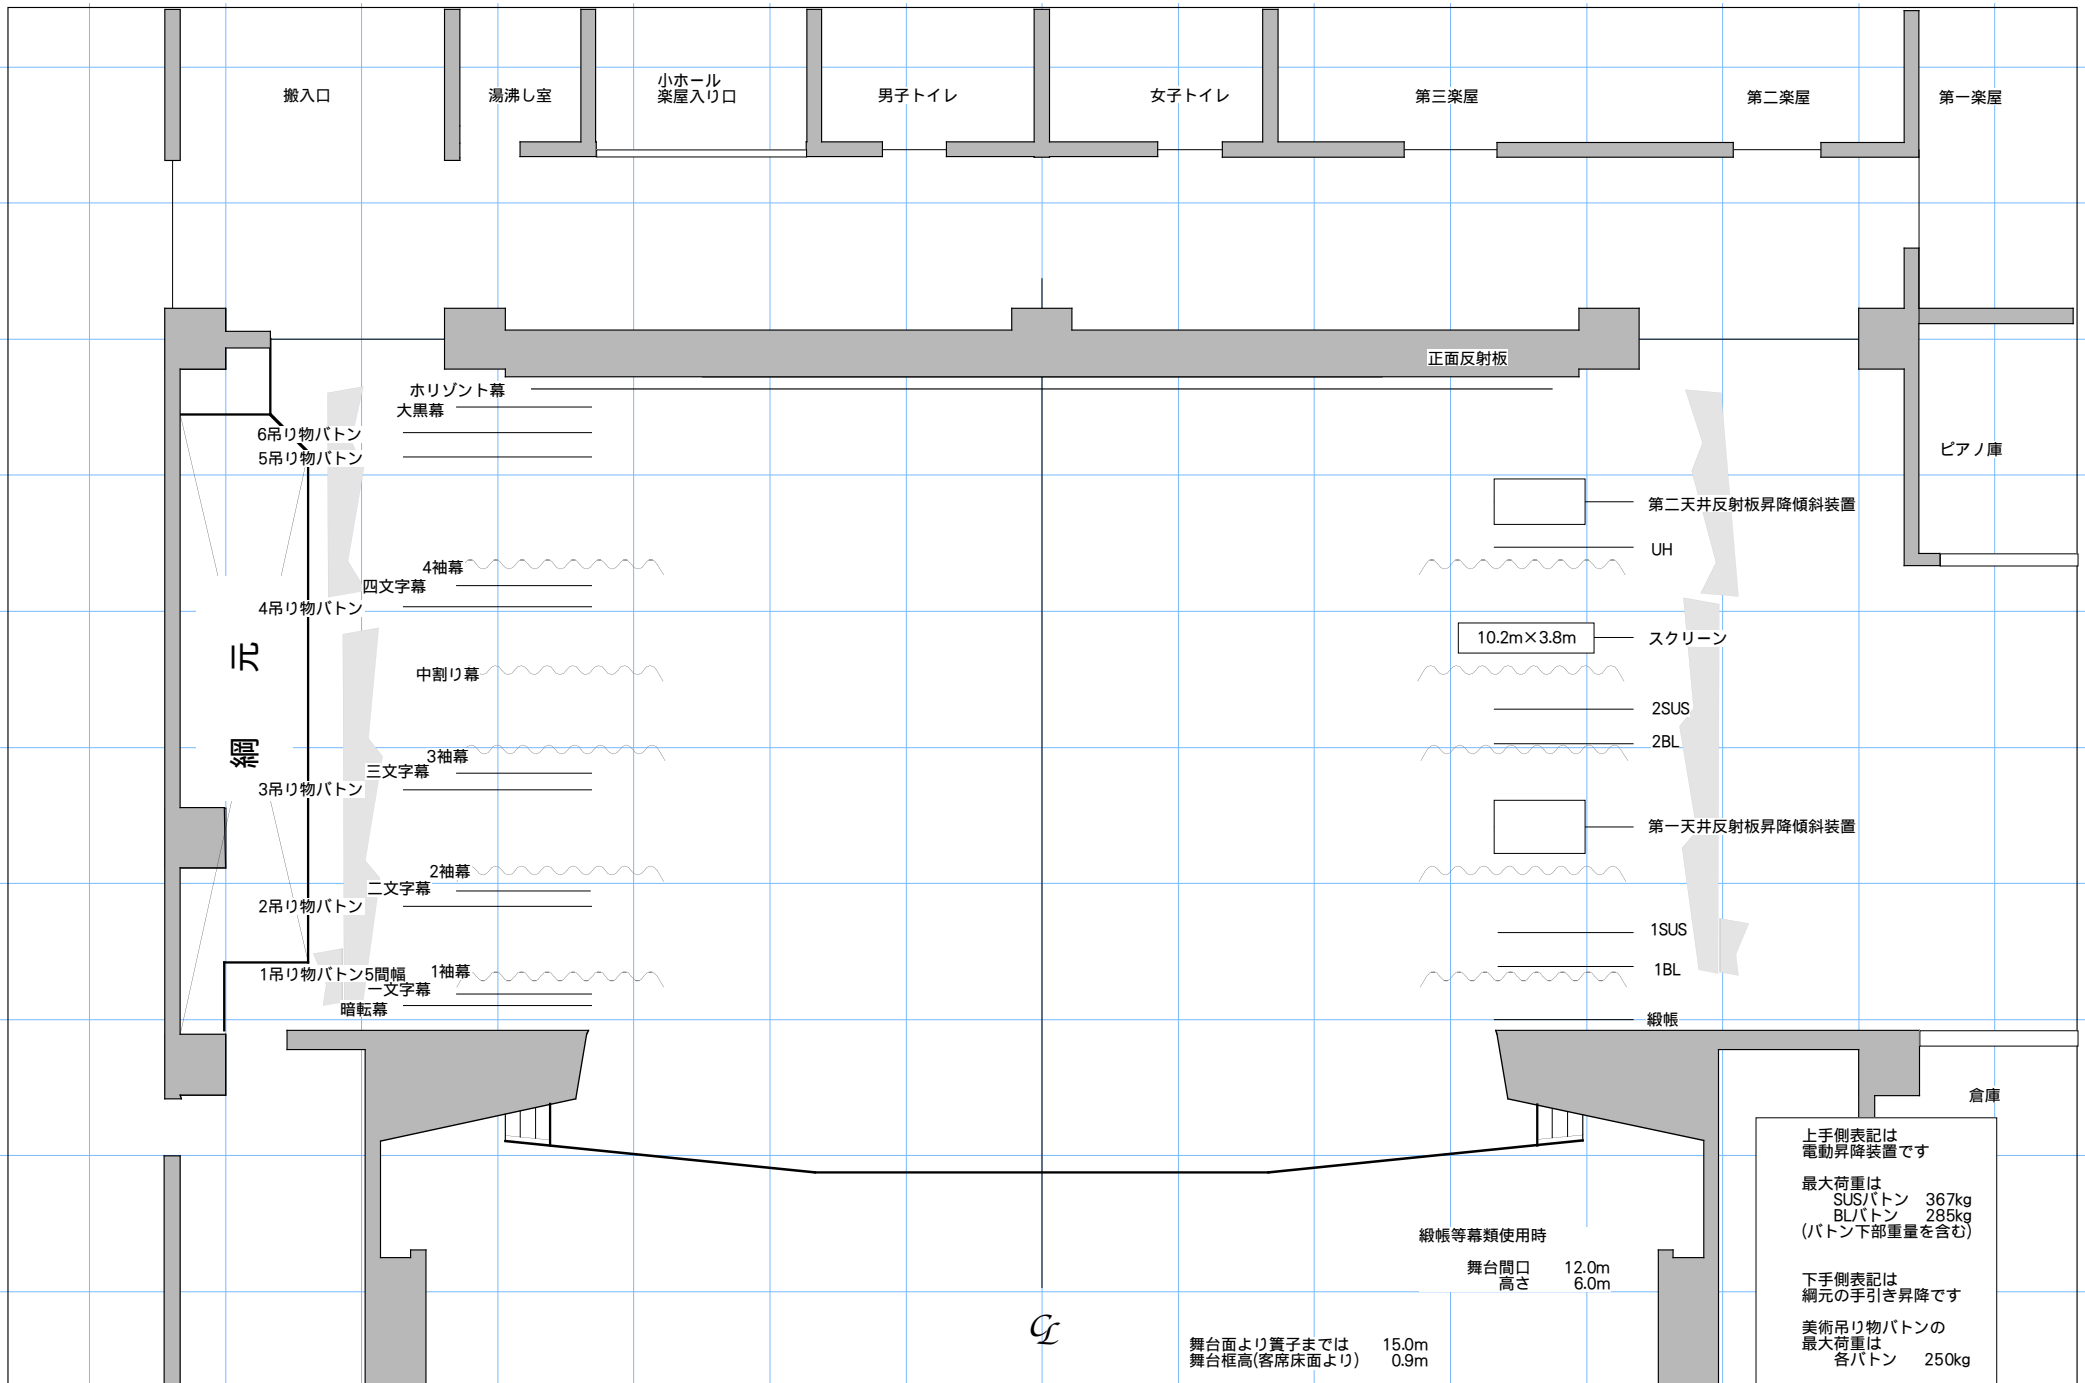 搬入口
湯沸し室
小ホール
楽屋入り口
男子トイレ
女子トイレ
第三楽屋
第二楽屋
第一楽屋
正面反射板
ホリゾント幕
大黒幕
6吊り物バトン
5吊り物バトン
ピアノ庫
第二天井反射板昇降傾斜装置
UH
4袖幕
四文字幕
4吊り物バトン
10.2m×3.8m
スクリーン
元
綱
中割り幕
2SUS
2BL
3袖幕
三文字幕
3吊り物バトン
第一天井反射板昇降傾斜装置
2袖幕
二文字幕
2吊り物バトン
1SUS
1BL
1吊り物バトン5間幅
1袖幕
一文字幕
暗転幕
緞帳
倉庫
上手側表記は
電動昇降装置です
最大荷重は
SUSバトン 367kg
BLバトン 285kg
(バトン下部重量を含む)
下手側表記は
綱元の手引き昇降です
美術吊り物バトンの
最大荷重は
各バトン 250kg
緞帳等幕類使用時
舞台間口 12.0m
高さ 6.0m
CL
舞台面より簀子までは 15.0m
舞台框高(客席床面より) 0.9m